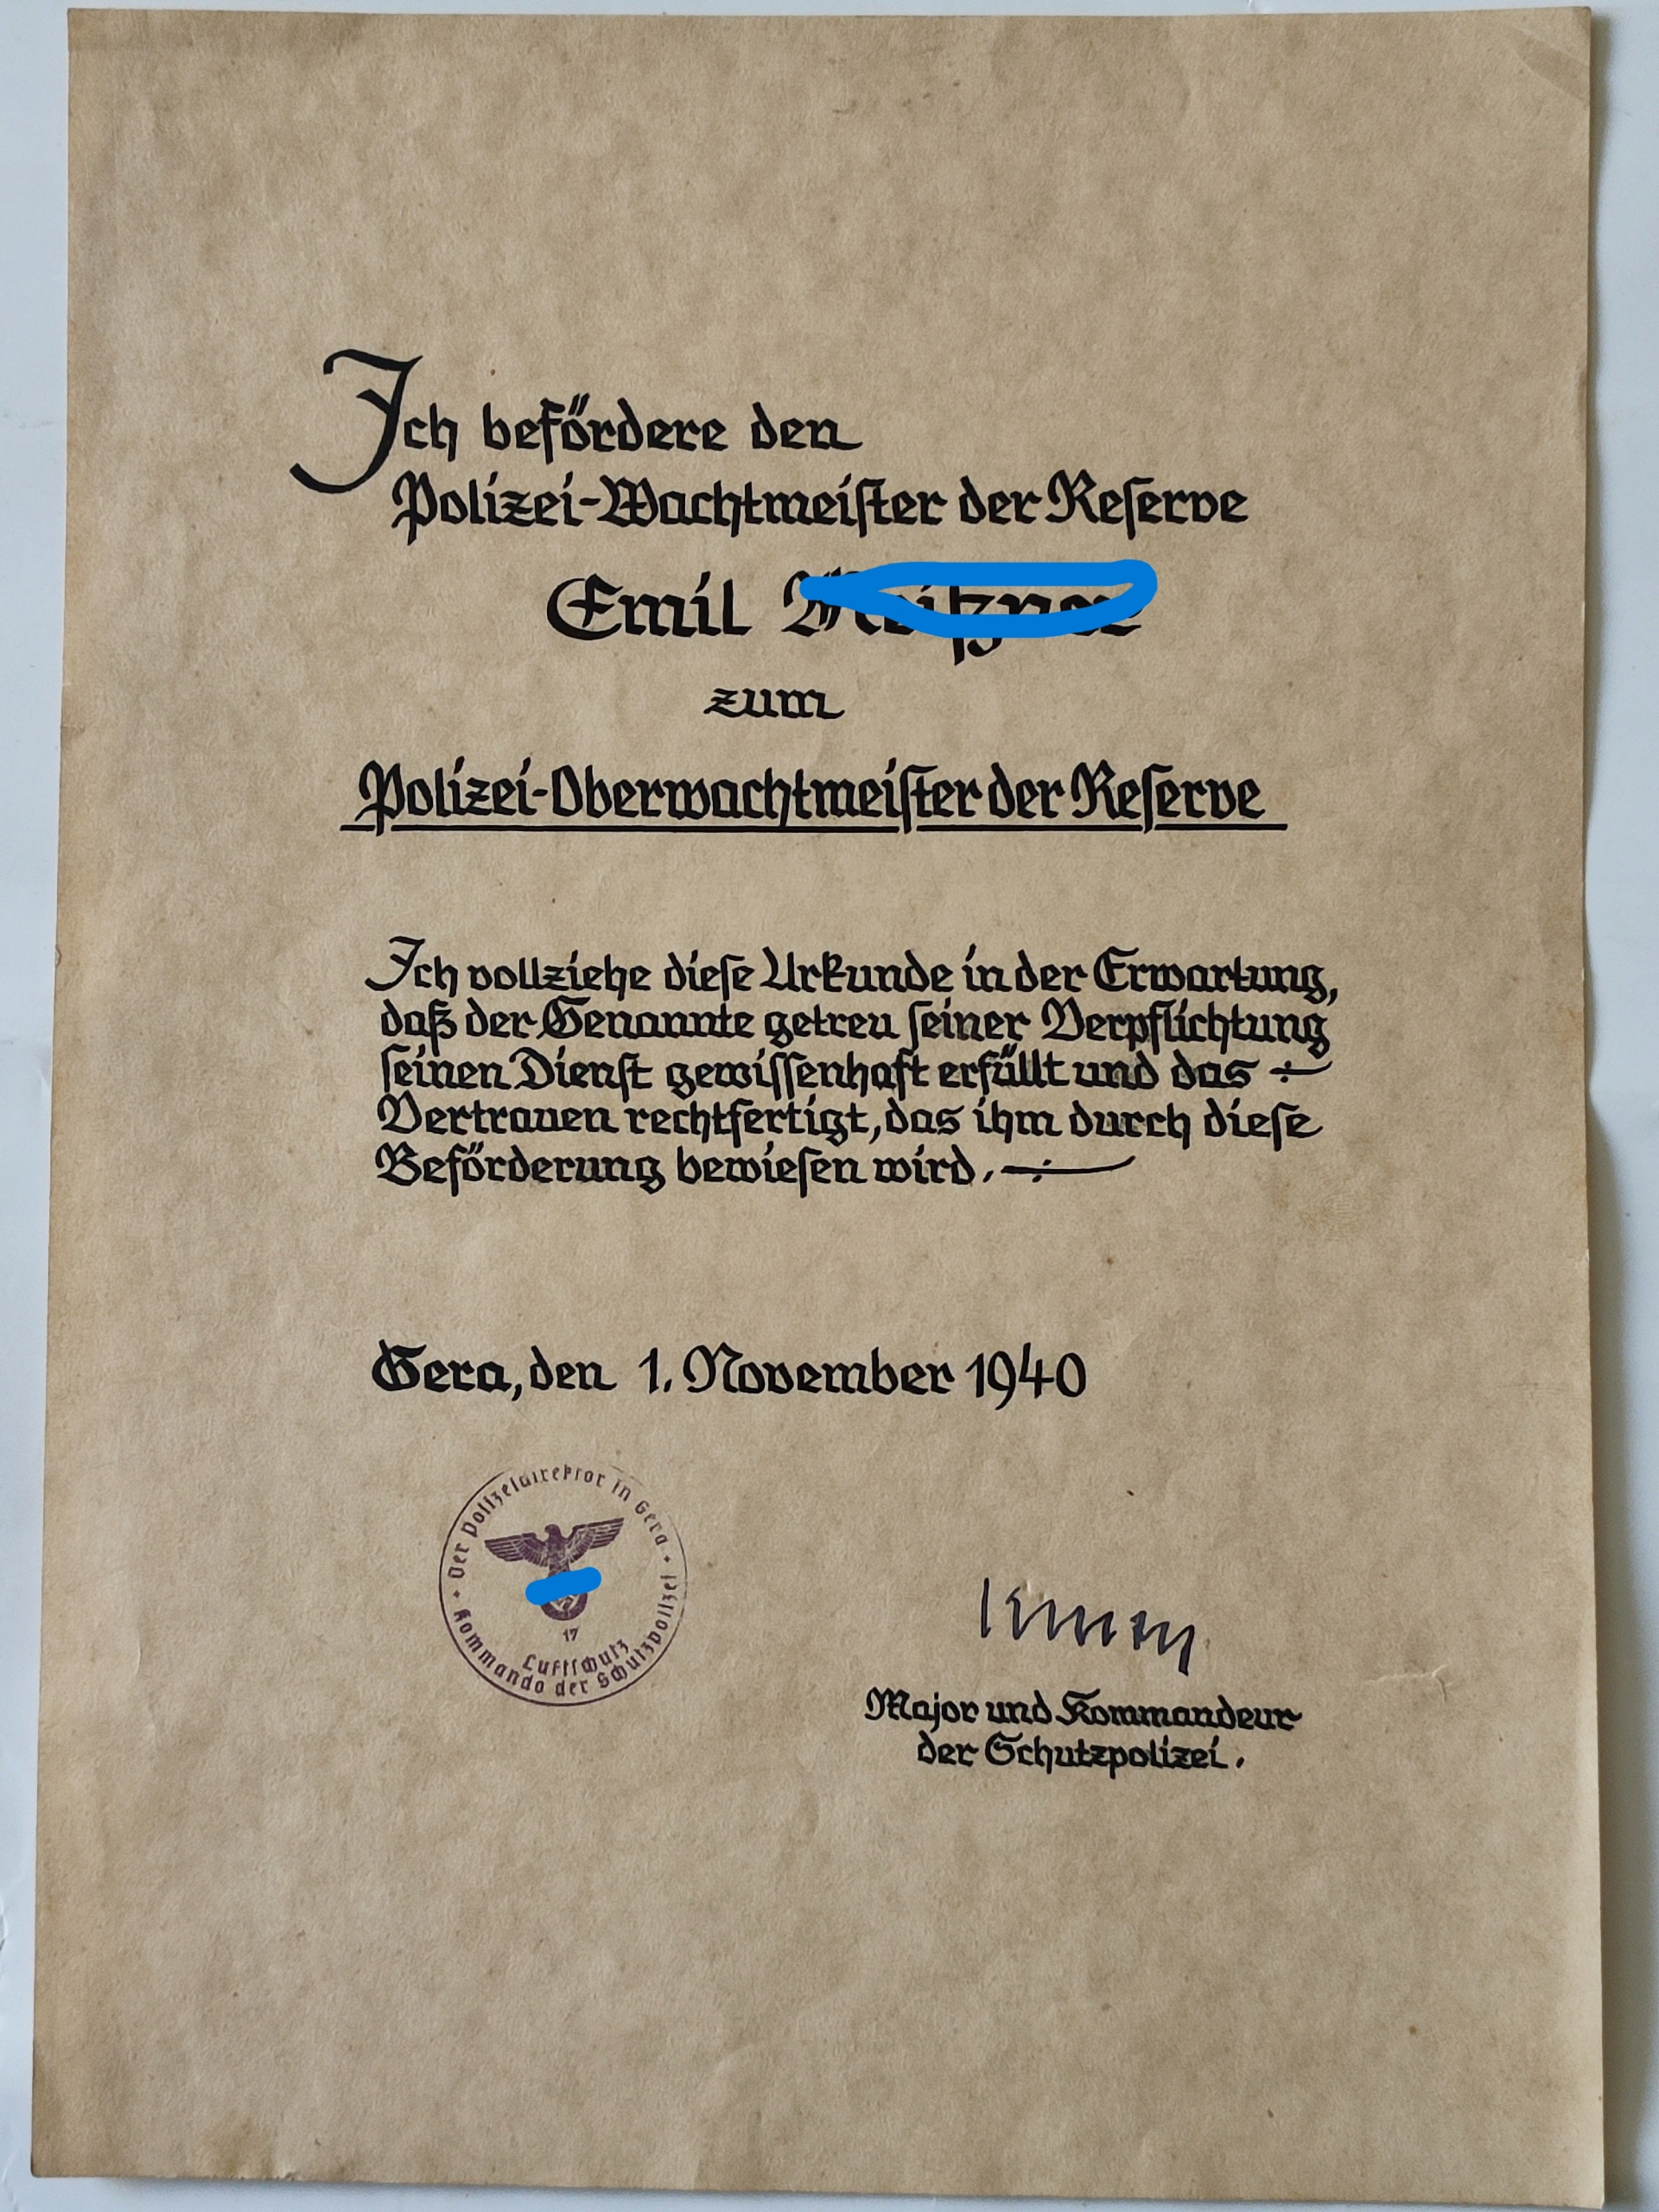 Ich befördere den
Polizei-Wachtmeister der Reserve
Emil
zum
Polizei-Oberwachtmeister der Reserve
Ich vollziehe diese Urkunde in der Erwartung,
daß der Genannte getreu seiner Verpflichtung
seinen Dienst gewissenhaft erfüllt und das
Vertrauen rechtfertigt, das ihm durch diese
Beförderung bewiesen wird.
Gera, den 1. November 1940
Der Polizeidirektor in Gera
17
Luftschutz
Kommando der Schutzpolizei
Major und Kommandeur
der Schutzpolizei.